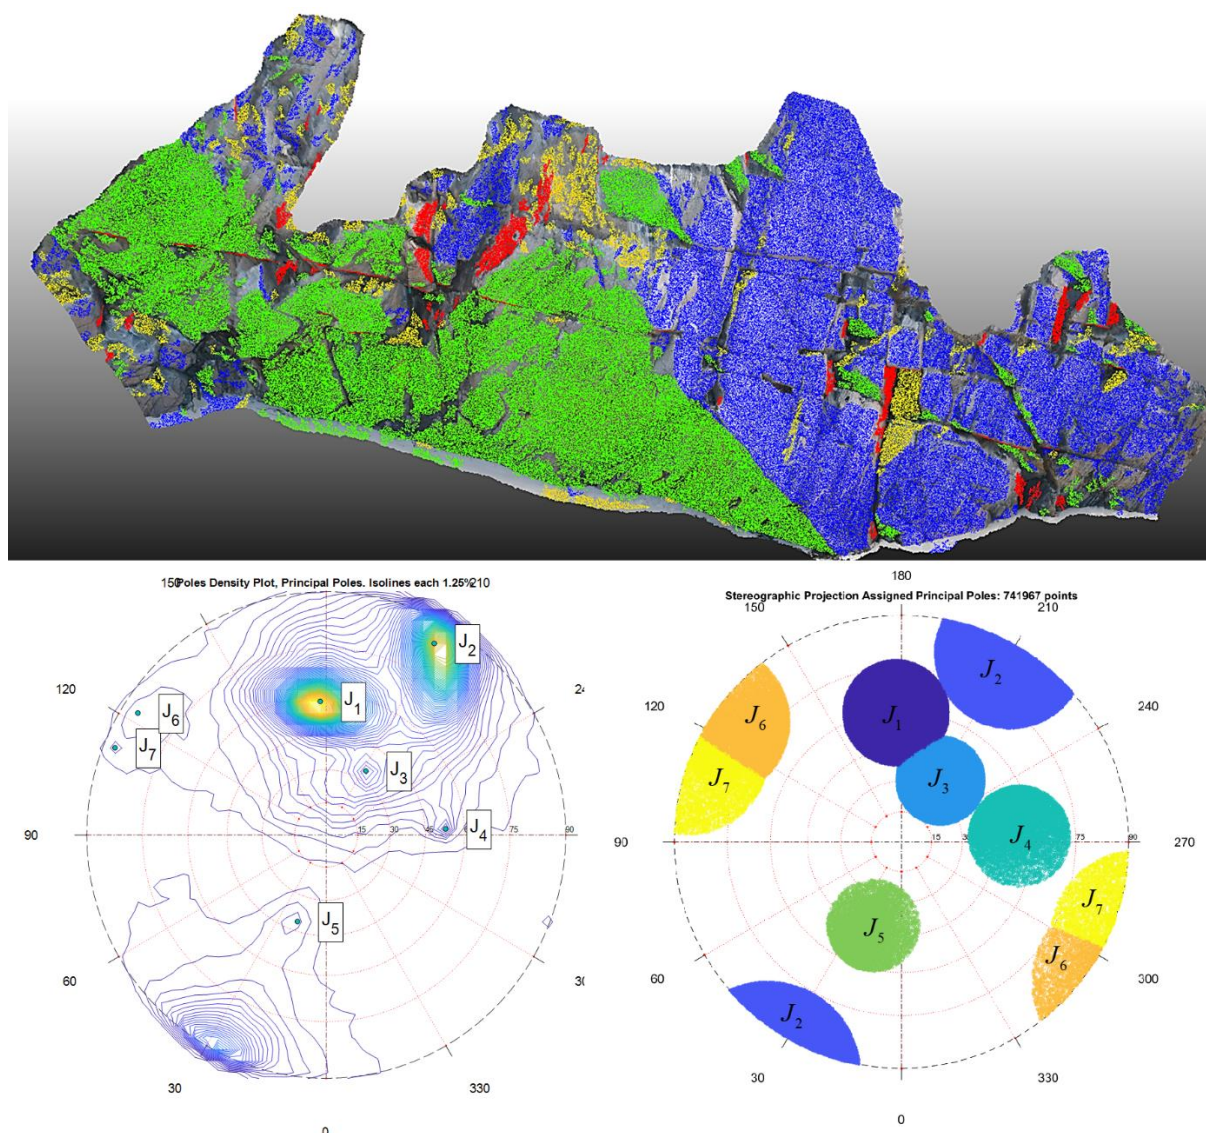 180
150 Poles Density Plot, Principal Poles. Isolines each 1.25% 210
Stereographic Projection Assigned Principal Poles: 741967 points
150 210
J2
J2
120 24
J1
J6
J7
120 240
J6 J1
J7 J3
J3
J4
90 15 30 45 75 90
90 15 90 270
J4
J7
J5
J5
J6
60 30
60 300
J2
30 330
30 330
0
0